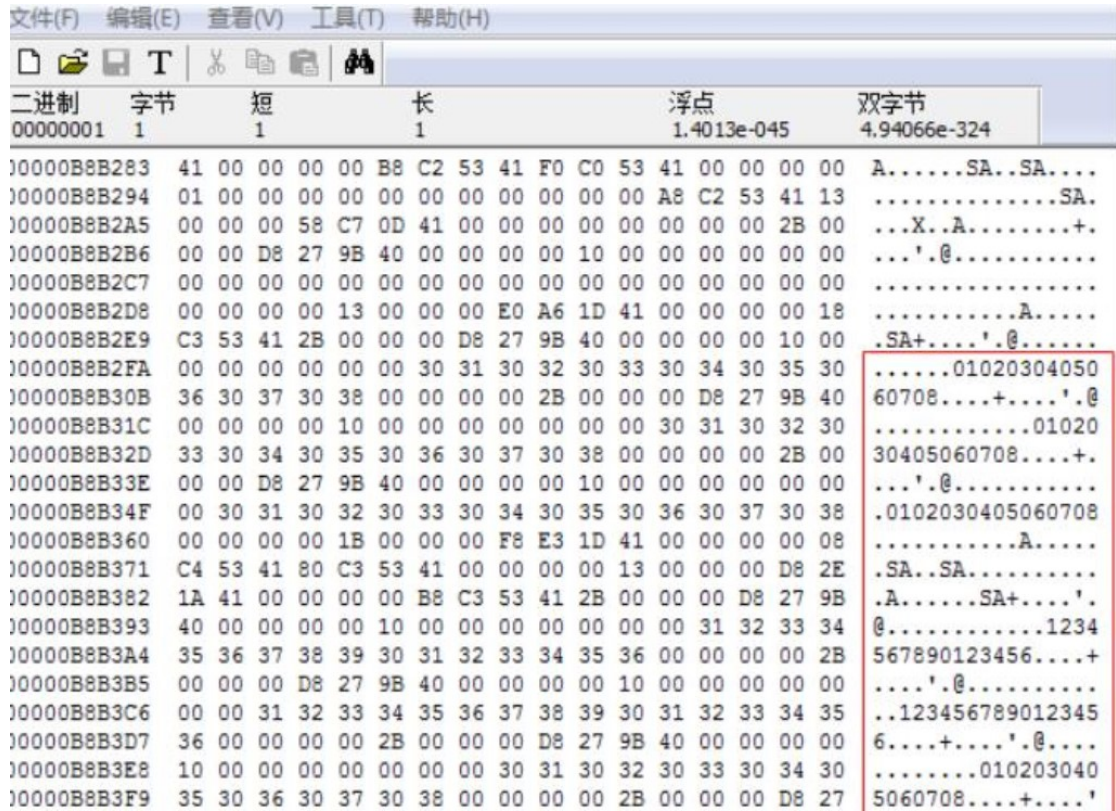 文件(F) 编辑(E) 查看(V) 工具(T) 帮助(H)
T
二进制 字节 短 长 浮点 双字节
00000001 1 1 1 1.4013e-045 4.94066e-324
00000B8B283 41 00 00 00 00 B8 C2 53 41 F0 C0 53 41 00 00 00 00 A......SA..SA....
00000B8B294 01 00 00 00 00 00 00 00 00 00 00 00 A8 C2 53 41 13 ..............SA.
00000B8B2A5 00 00 00 58 C7 0D 41 00 00 00 00 00 00 00 00 2B 00 ...X..A........+.
00000B8B2B6 00 00 D8 27 9B 40 00 00 00 00 10 00 00 00 00 00 00 ...'.@...........
00000B8B2C7 00 00 00 00 00 00 00 00 00 00 00 00 00 00 00 00 00 .................
00000B8B2D8 00 00 00 00 13 00 00 00 E0 A6 1D 41 00 00 00 00 18 ...........A.....
00000B8B2E9 C3 53 41 2B 00 00 00 D8 27 9B 40 00 00 00 00 10 00 .SA+....'.@......
00000B8B2FA 00 00 00 00 00 00 30 31 30 32 30 33 30 34 30 35 30 ......01020304050
00000B8B30B 36 30 37 30 38 00 00 00 00 2B 00 00 00 D8 27 9B 40 60708....+....'.@
00000B8B31C 00 00 00 00 10 00 00 00 00 00 00 00 30 31 30 32 30 ............01020
00000B8B32D 33 30 34 30 35 30 36 30 37 30 38 00 00 00 00 2B 00 30405060708....+.
00000B8B33E 00 00 D8 27 9B 40 00 00 00 00 10 00 00 00 00 00 00 ...'.@...........
00000B8B34F 00 30 31 30 32 30 33 30 34 30 35 30 36 30 37 30 38 .0102030405060708
00000B8B360 00 00 00 00 1B 00 00 00 F8 E3 1D 41 00 00 00 00 08 ...........A.....
00000B8B371 C4 53 41 80 C3 53 41 00 00 00 00 13 00 00 00 D8 2E .SA..SA..........
00000B8B382 1A 41 00 00 00 00 B8 C3 53 41 2B 00 00 00 D8 27 9B .A......SA+....'.
00000B8B393 40 00 00 00 00 10 00 00 00 00 00 00 00 31 32 33 34 @............1234
00000B8B3A4 35 36 37 38 39 30 31 32 33 34 35 36 00 00 00 00 2B 567890123456....+
00000B8B3B5 00 00 00 D8 27 9B 40 00 00 00 00 10 00 00 00 00 00 ....'.@..........
00000B8B3C6 00 00 31 32 33 34 35 36 37 38 39 30 31 32 33 34 35 ..123456789012345
00000B8B3D7 36 00 00 00 00 2B 00 00 00 D8 27 9B 40 00 00 00 00 6....+....'.@....
00000B8B3E8 10 00 00 00 00 00 00 00 30 31 30 32 30 33 30 34 30 ........010203040
00000B8B3F9 35 30 36 30 37 30 38 00 00 00 00 2B 00 00 00 D8 27 5060708....+....'